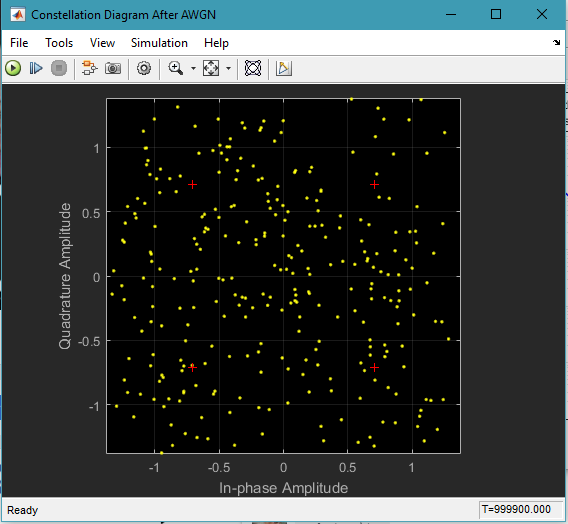 Constellation Diagram After AWGN
File Tools View Simulation Help
1
0.5
0
-0.5
-1
Quadrature Amplitude
-1 -0.5 0 0.5 1
In-phase Amplitude
Ready T=999900.000